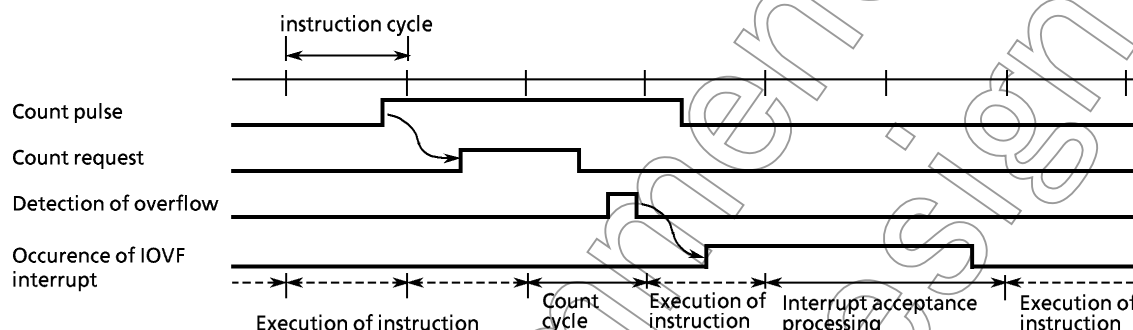 instruction cycle
Count pulse
Count request
Detection of overflow
Occurence of IOVF
interrupt
Execution of instruction
Count
cycle
Execution of
instruction
Interrupt acceptance
processing
Execution of
instruction